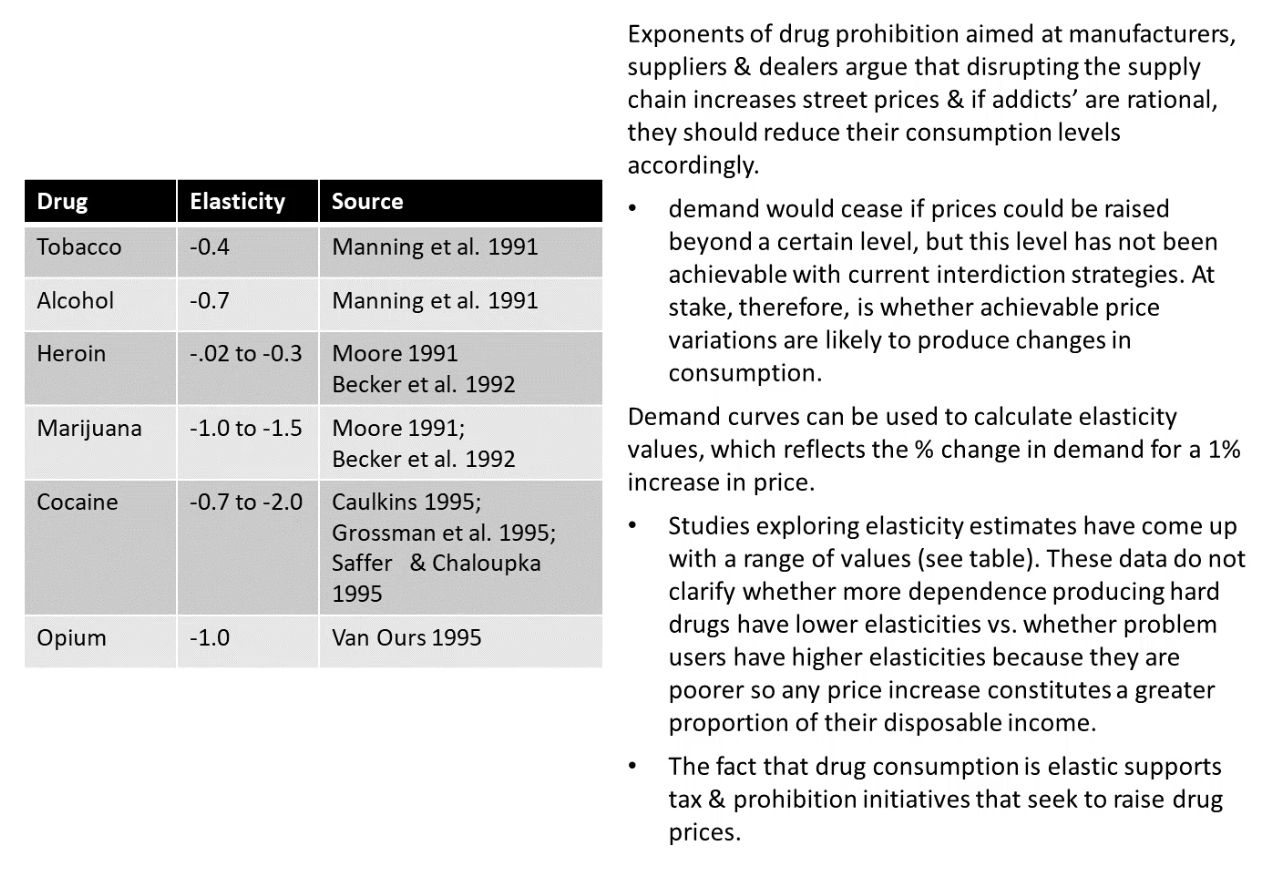 Drug Elasticity Source
Tobacco -0.4 Manning et al. 1991
Alcohol -0.7 Manning et al. 1991
Heroin -.02 to -0.3 Moore 1991
Becker et al. 1992
Marijuana -1.0 to -1.5 Moore 1991;
Becker et al. 1992
Cocaine -0.7 to -2.0 Caulkins 1995;
Grossman et al. 1995;
Saffer & Chaloupka
1995
Opium -1.0 Van Ours 1995
Exponents of drug prohibition aimed at manufacturers,
suppliers & dealers argue that disrupting the supply
chain increases street prices & if addicts’ are rational,
they should reduce their consumption levels
accordingly.
• demand would cease if prices could be raised
beyond a certain level, but this level has not been
achievable with current interdiction strategies. At
stake, therefore, is whether achievable price
variations are likely to produce changes in
consumption.
Demand curves can be used to calculate elasticity
values, which reflects the % change in demand for a 1%
increase in price.
• Studies exploring elasticity estimates have come up
with a range of values (see table). These data do not
clarify whether more dependence producing hard
drugs have lower elasticities vs. whether problem
users have higher elasticities because they are
poorer so any price increase constitutes a greater
proportion of their disposable income.
• The fact that drug consumption is elastic supports
tax & prohibition initiatives that seek to raise drug
prices.